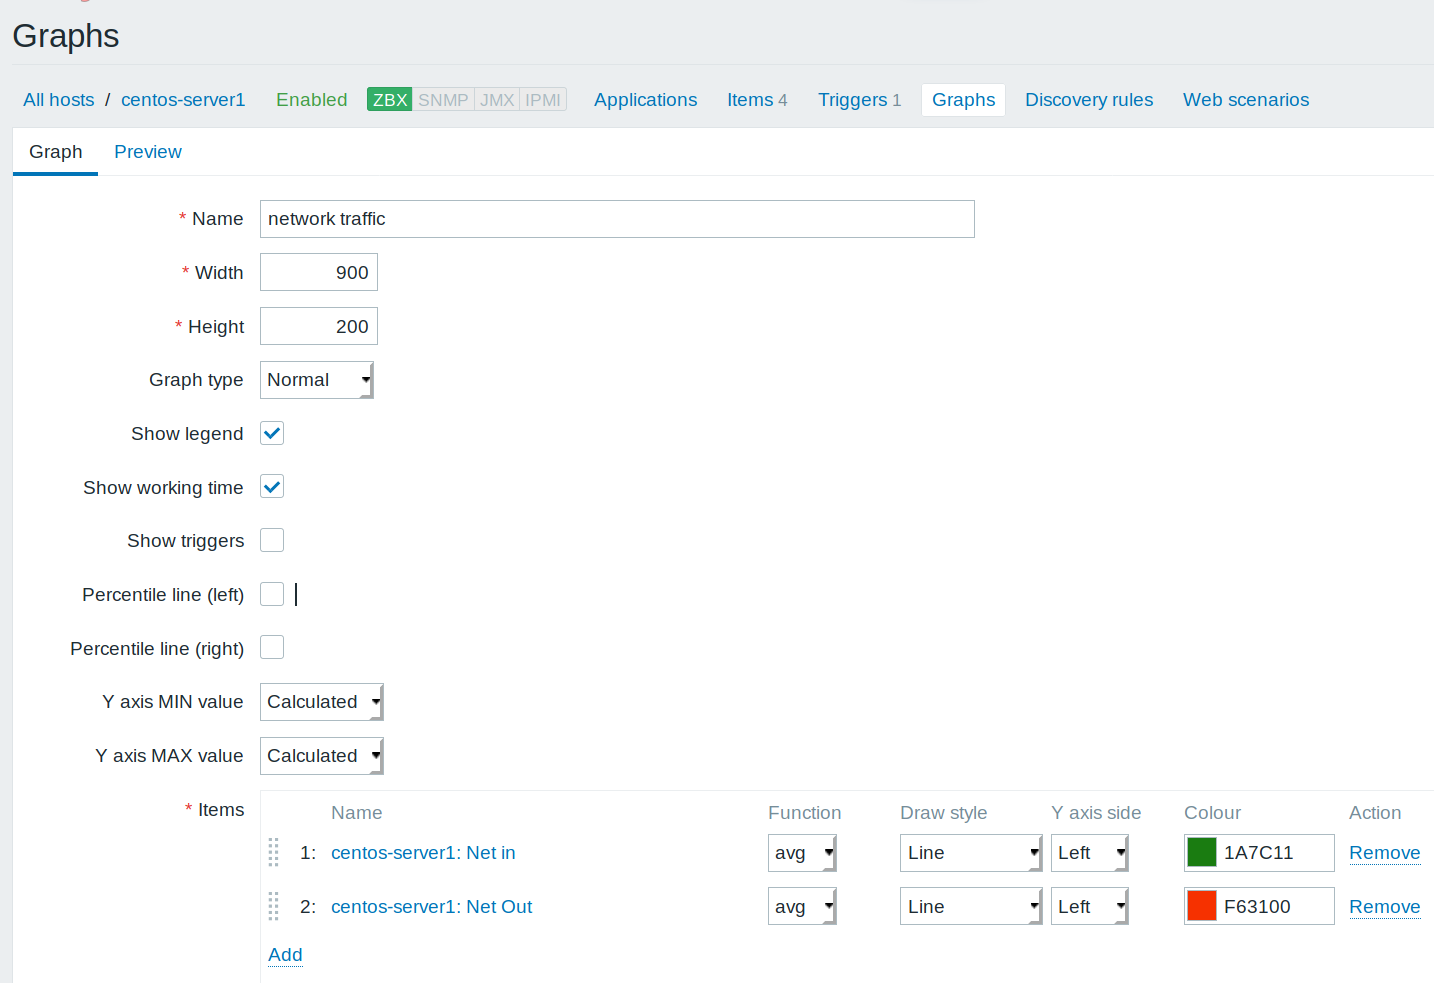 Graphs
All hosts / centos-server1 Enabled ZBX SNMP JMX IPMI Applications Items 4 Triggers 1 Graphs Discovery rules Web scenarios
Graph Preview
* Name network traffic
* Width 900
* Height 200
Graph type Normal
Show legend
Show working time
Show triggers
Percentile line (left)
Percentile line (right)
Y axis MIN value Calculated
Y axis MAX value Calculated
* Items Name Function Draw style Y axis side Colour Action
1: centos-server1: Net in avg Line Left 1A7C11 Remove
2: centos-server1: Net Out avg Line Left F63100 Remove
Add